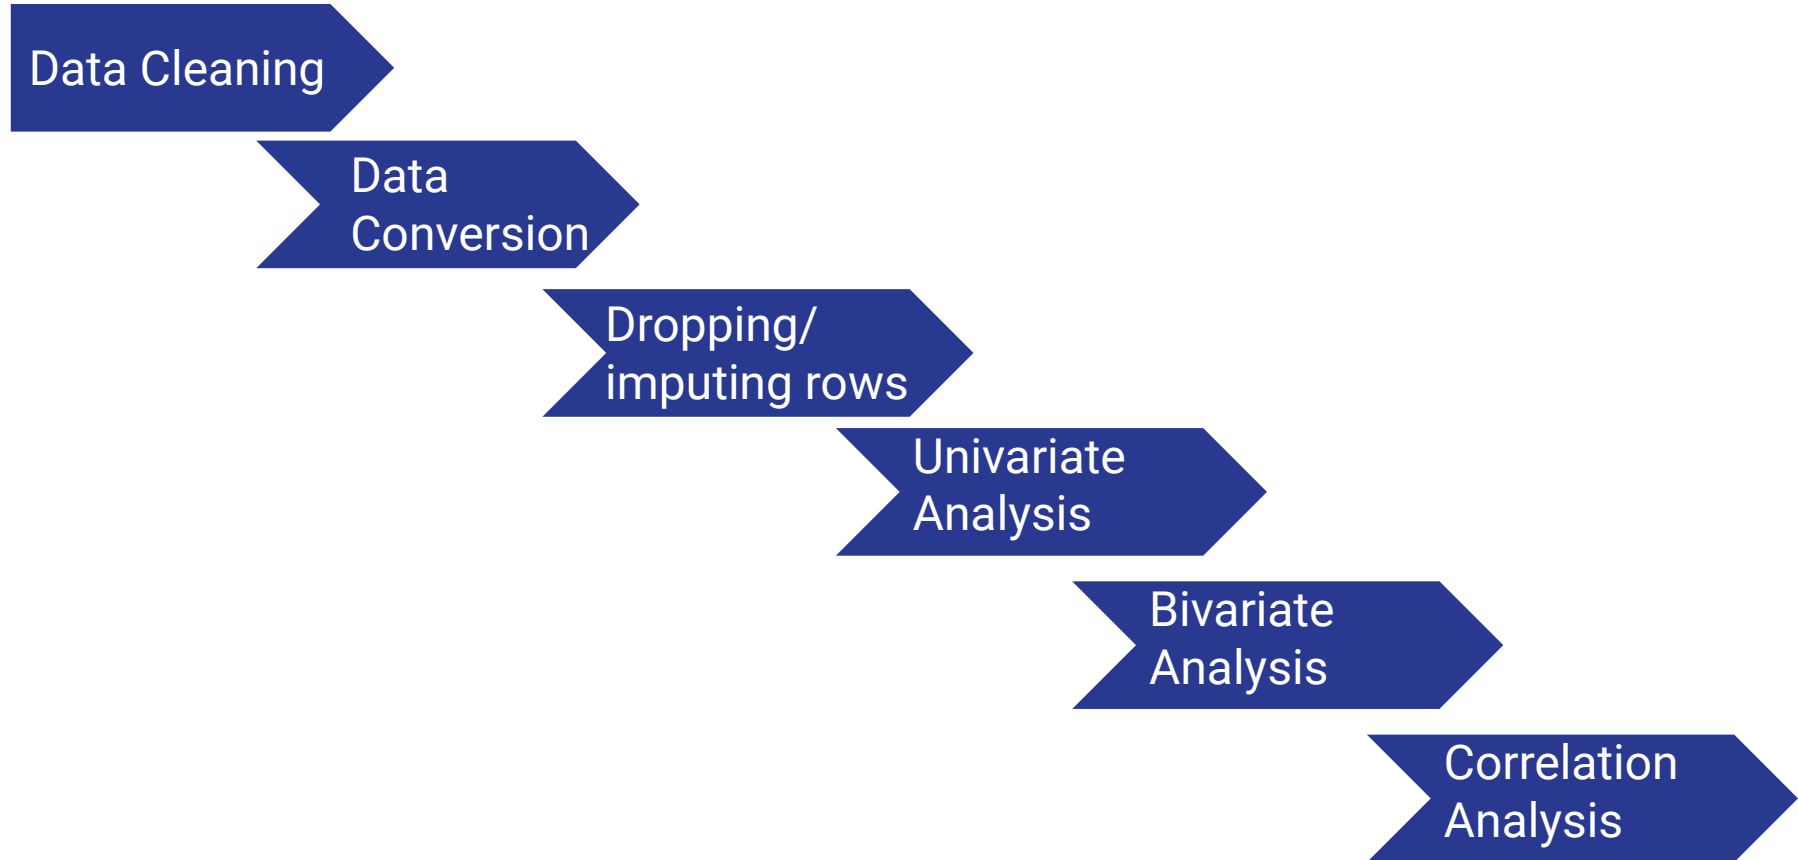 Data Cleaning
Data
Conversion
Dropping/
imputing rows
Univariate
Analysis
Bivariate
Analysis
Correlation
Analysis